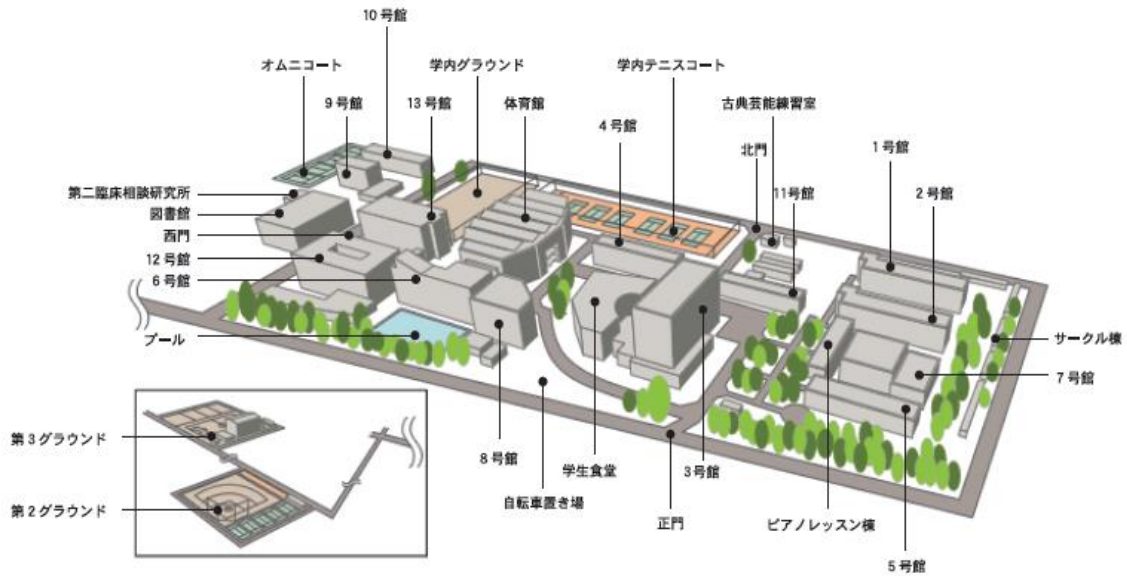 10号館
オムニコート
学内グラウンド
学内テニスコート
9号館
13号館
体育館
古典芸能練習室
4号館
北門
1号館
第二臨床相談研究所
11号館
2号館
図書館
西門
12号館
6号館
プール
サークル棟
7号館
第3グラウンド
8号館
学生食堂
3号館
第2グラウンド
自転車置き場
正門
ピアノレッスン棟
5号館